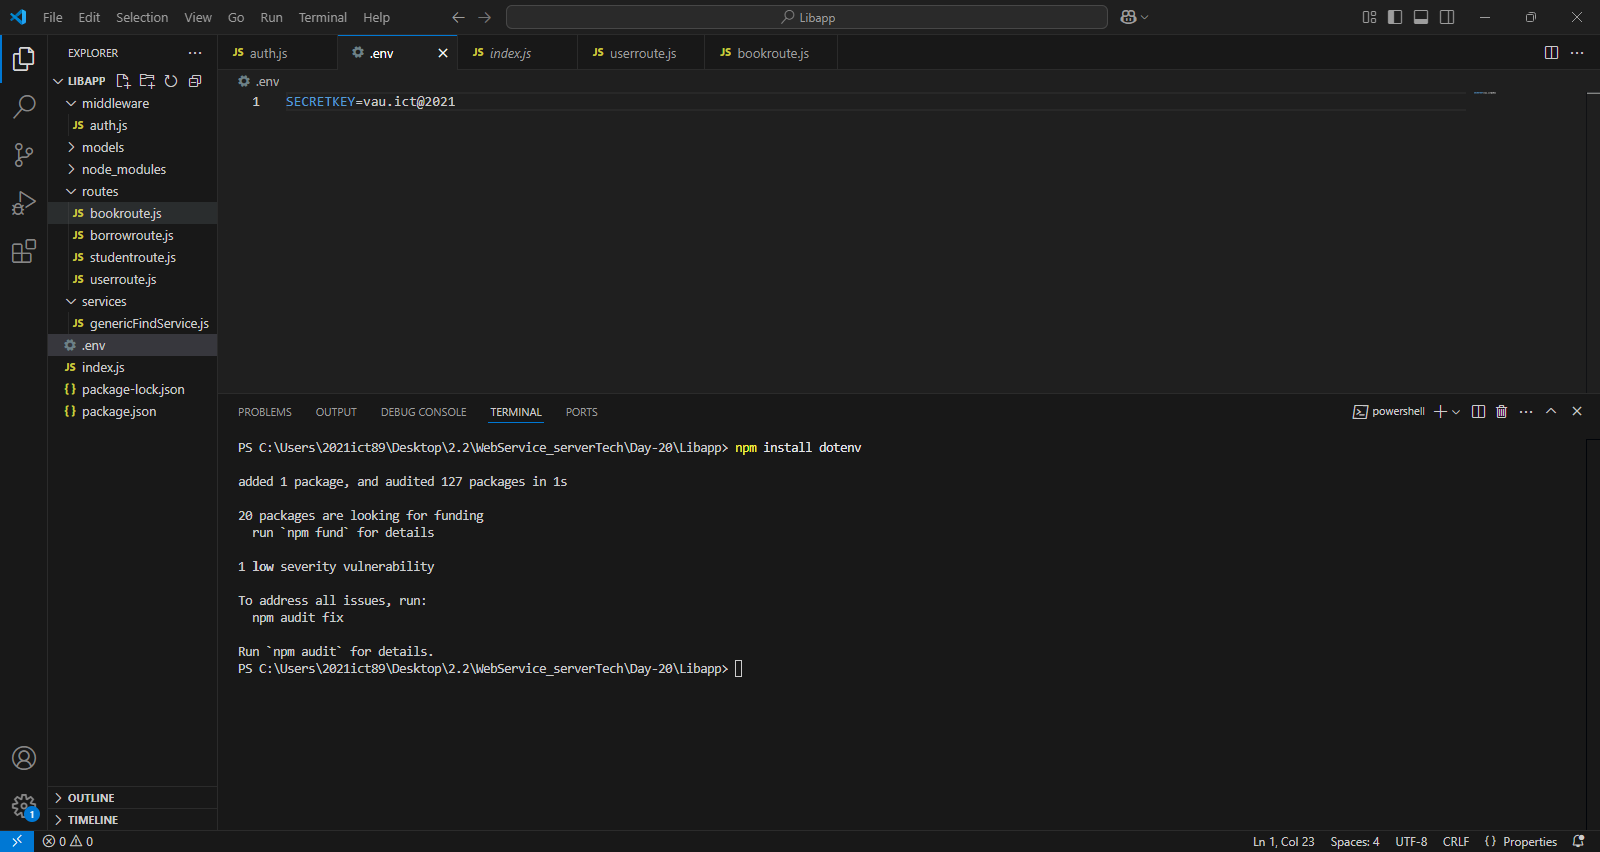 File Edit Selection View Go Run Terminal Help
Libapp
EXPLORER
LIBAPP
middleware
JS auth.js
models
node_modules
routes
JS bookroute.js
JS borrowroute.js
JS studentroute.js
JS userroute.js
services
JS genericFindService.js
.env
JS index.js
{} package-lock.json
{} package.json
OUTLINE
TIMELINE
JS auth.js
.env
JS index.js
JS userroute.js
JS bookroute.js
.env
1 SECRETKEY=vau.ict@2021
PROBLEMS OUTPUT DEBUG CONSOLE TERMINAL PORTS
powershell
PS C:\Users\2021ict89\Desktop\2.2\WebService_serverTech\Day-20\Libapp> npm install dotenv
added 1 package, and audited 127 packages in 1s
20 packages are looking for funding
run `npm fund` for details
1 low severity vulnerability
To address all issues, run:
npm audit fix
Run `npm audit` for details.
PS C:\Users\2021ict89\Desktop\2.2\WebService_serverTech\Day-20\Libapp>
1
0 0
Ln 1, Col 23 Spaces: 4 UTF-8 CRLF {} Properties